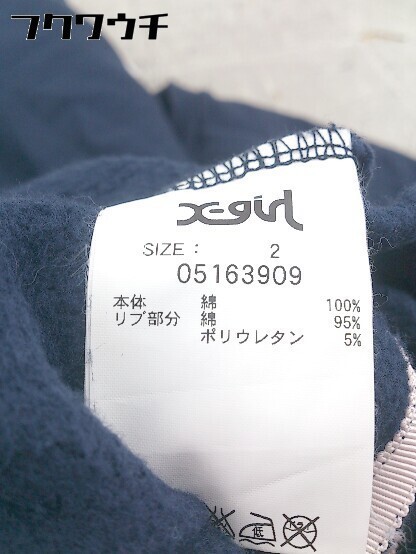 フクワウチ
X-girl
SIZE : 2
05163909
本体 綿 100%
リブ部分 綿 95%
ポリウレタン 5%
低